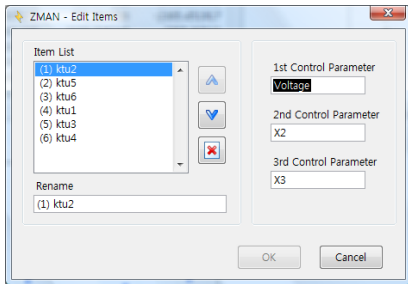 ZMAN - Edit Items
Item List
(1) ktu2
(2) ktu5
(3) ktu6
(4) ktu1
(5) ktu3
(6) ktu4
Rename
(1) ktu2
1st Control Parameter
Voltage
2nd Control Parameter
X2
3rd Control Parameter
X3
OK
Cancel